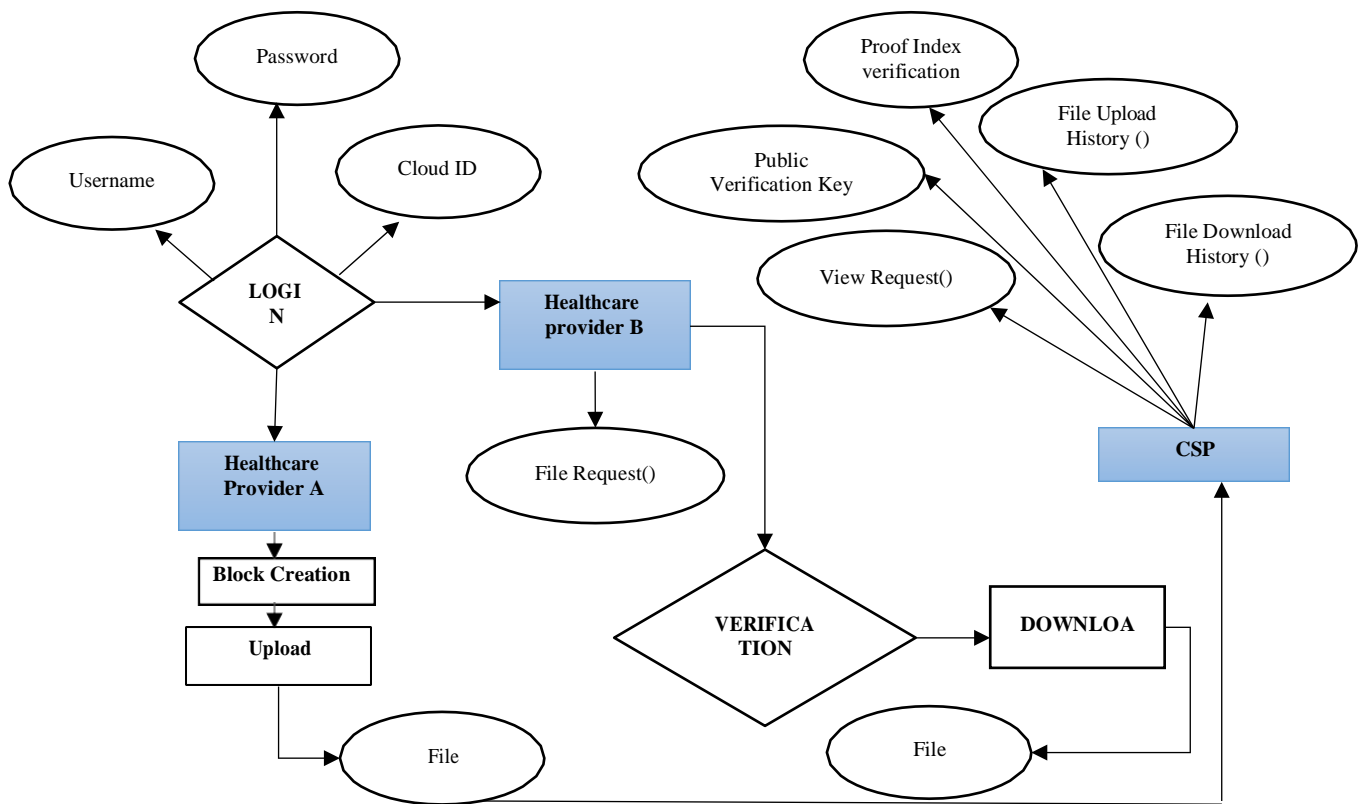 Password
Proof Index
verification
File Upload
History ()
Username
Cloud ID
Public
Verification Key
File Download
History ()
View Request()
LOGI
N
Healthcare
provider B
Healthcare
Provider A
File Request()
CSP
Block Creation
Upload
VERIFICA
TION
DOWNLOA
File
File